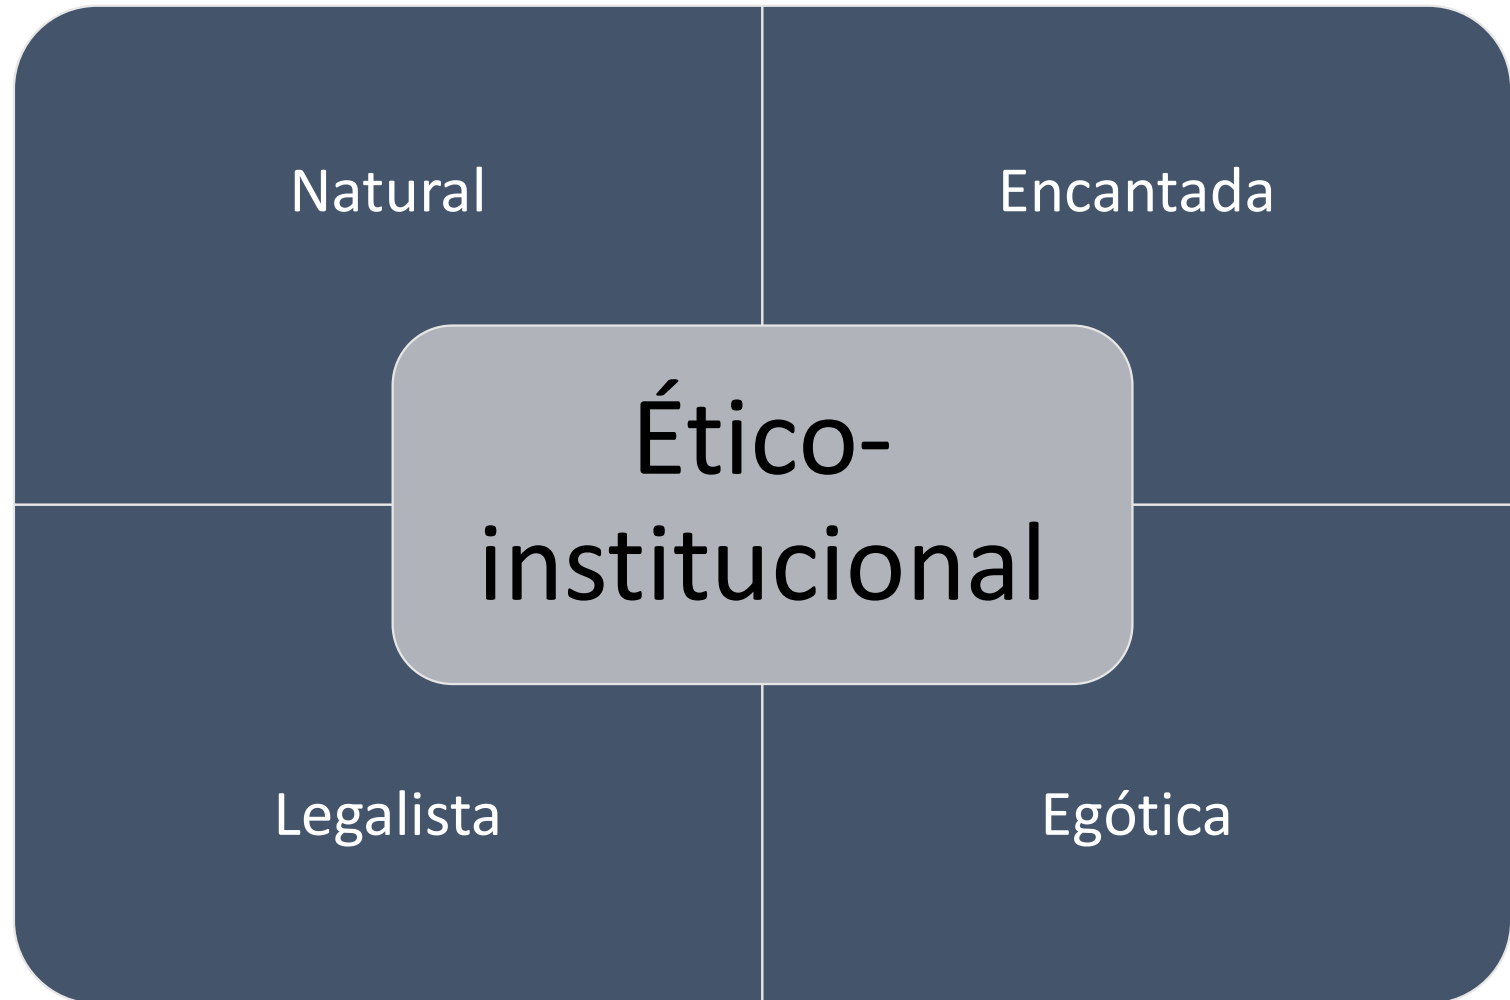 Natural
Encantada
Ético-
institucional
Legalista
Egótica